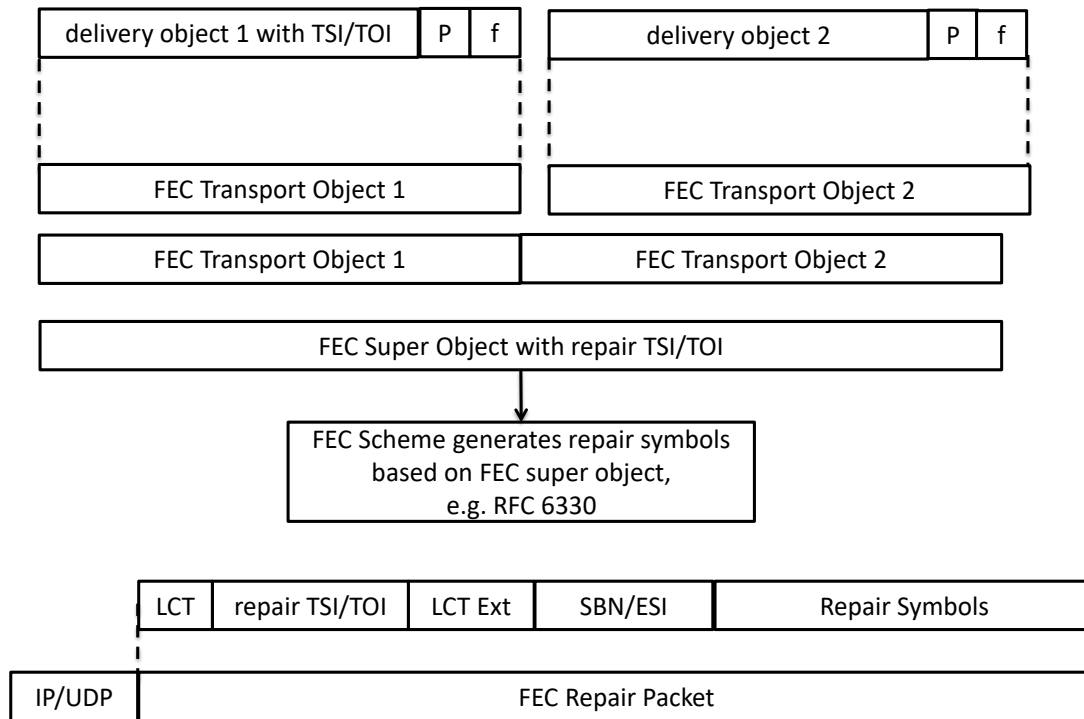 delivery object 1 with TSI/TOI P f
delivery object 2 P f
FEC Transport Object 1
FEC Transport Object 2
FEC Transport Object 1
FEC Transport Object 2
FEC Super Object with repair TSI/TOI
FEC Scheme generates repair symbols
based on FEC super object,
e.g. RFC 6330
LCT repair TSI/TOI LCT Ext SBN/ESI Repair Symbols
IP/UDP FEC Repair Packet